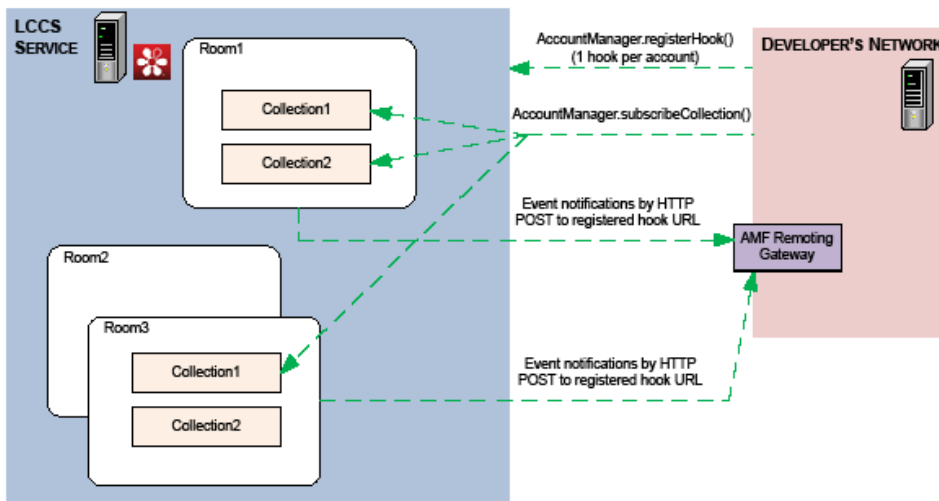 LCCS
SERVICE
Room1
Collection1
Collection2
AccountManager.registerHook()
(1 hook per account)
DEVELOPER'S NETWORK
AccountManager.subscribeCollection()
Event notifications by HTTP
POST to registered hook URL
AMF Remoting
Gateway
Room2
Room3
Collection1
Collection2
Event notifications by HTTP
POST to registered hook URL